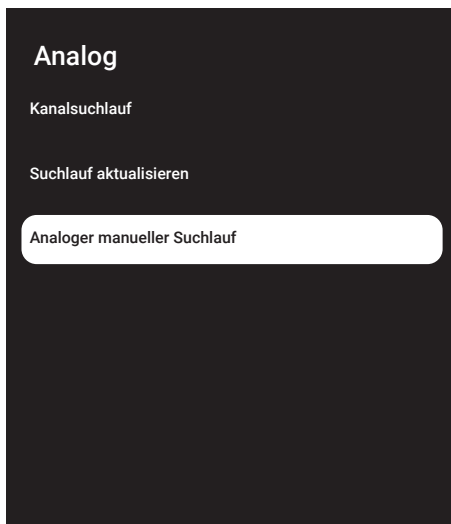 Analog
Kanalsuchlauf
Suchlauf aktualisieren
Analoger manueller Suchlauf